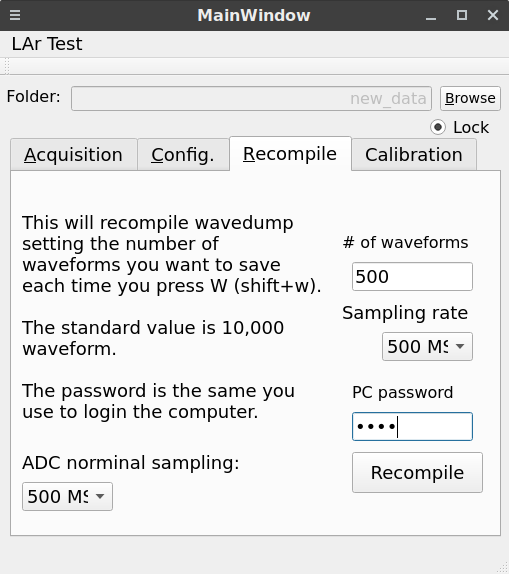 MainWindow
LAr Test
Folder: new_data Browse
Lock
Acquisition Config. Recompile Calibration
This will recompile wavedump
setting the number of
waveforms you want to save
each time you press W (shift+w).
The standard value is 10,000
waveform.
The password is the same you
use to login the computer.
ADC norminal sampling:
500 MS
# of waveforms
500
Sampling rate
500 MS
PC password
••••
Recompile